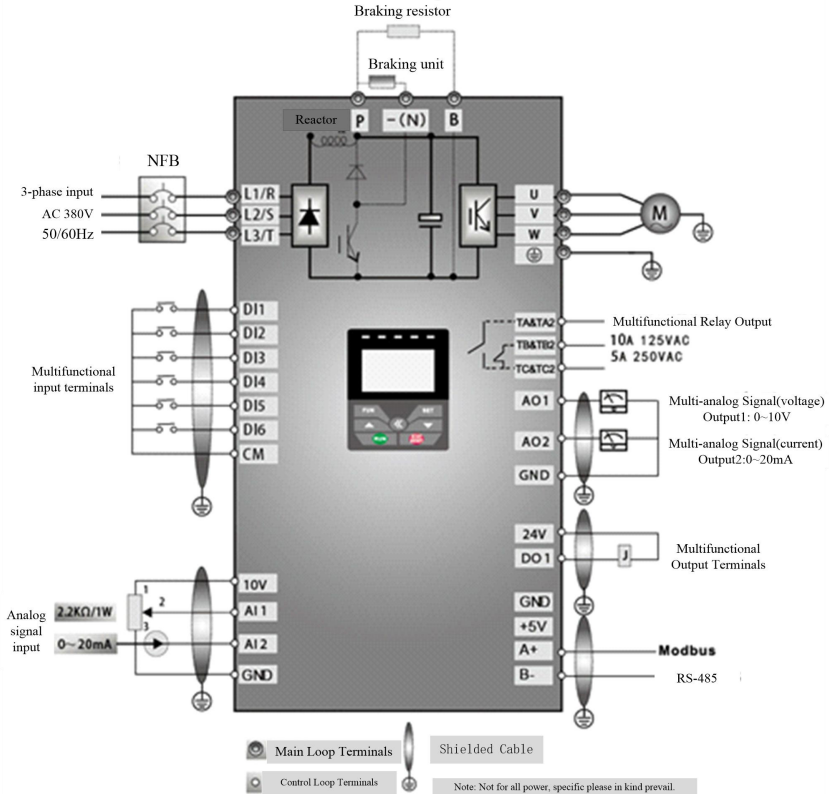 Braking resistor
Braking unit
Reactor
P
-(N)
B
NFB
3-phase input
AC 380V
50/60Hz
L1/R
L2/S
L3/T
U
V
W
M
DI1
DI2
DI3
DI4
DI5
DI6
CM
Multifunctional
input terminals
TA&TA2
TB&TB2
TC&TC2
Multifunctional Relay Output
10A 125VAC
5A 250VAC
FUN
SET
RUN
AO1
AO2
GND
Multi-analog Signal(voltage)
Output1: 0~10V
Multi-analog Signal(current)
Output2:0~20mA
24V
DO1
J
Multifunctional
Output Terminals
10V
AI1
AI2
GND
1
2
3
2.2KΩ/1W
0~20mA
Analog
signal
input
GND
+5V
A+
B-
Modbus
RS-485
Main Loop Terminals
Shielded Cable
Control Loop Terminals
Note: Not for all power, specific please in kind prevail.